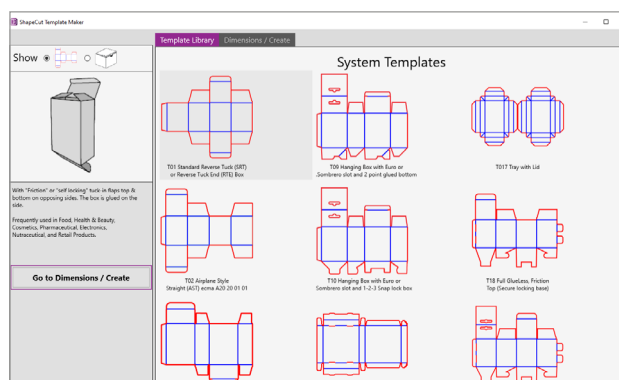 ShapeCut Template Maker
Template Library
Dimensions / Create
Show
System Templates
T01 Standard Reverse Tuck (SRT)
or Reverse Tuck End (RTE) Box
T09 Hanging Box with Euro or
Sombrero slot and 2 point glued bottom
T017 Tray with Lid
With "Friction" or "self locking" tuck in flaps top &
bottom on opposing sides. The box is glued on the
side.
Frequently used in Food, Health & Beauty,
Cosmetics, Pharmaceutical, Electronics,
Nutraceutical, and Retail Products.
Go to Dimensions / Create
T02 Airplane Style
Straight (AST) ecma A20 20 01 01
T10 Hanging Box with Euro or
Sombrero slot and 1-2-3 Snap lock box
T18 Full GlueLess, Friction
Top (Secure locking base)